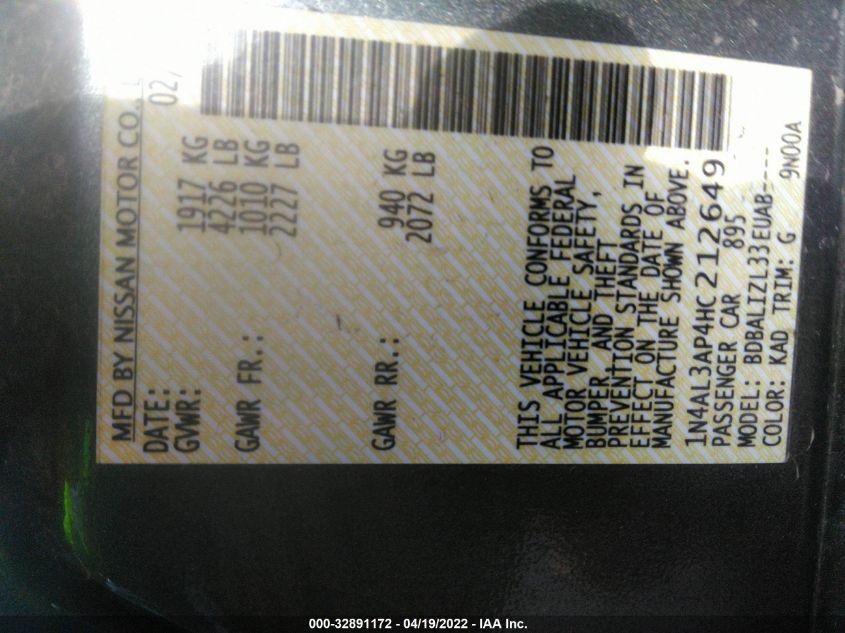 MFD BY NISSAN MOTOR CO.,
DATE: 02,
GVWR: 1917 KG
4226 LB
GAWR FR.: 1010 KG
2227 LB
GAWR RR.: 940 KG
2072 LB
THIS VEHICLE CONFORMS TO
ALL APPLICABLE FEDERAL
MOTOR VEHICLE SAFETY,
BUMPER AND THEFT
PREVENTION STANDARDS IN
EFFECT ON THE DATE OF
MANUFACTURE SHOWN ABOVE.
1N4AL3AP4HC212649
PASSENGER CAR 895
MODEL: BDBALIZL33EUAB----
COLOR: KAD TRIM: G 9N00A
000-32891172 - 04/19/2022 - IAA Inc.